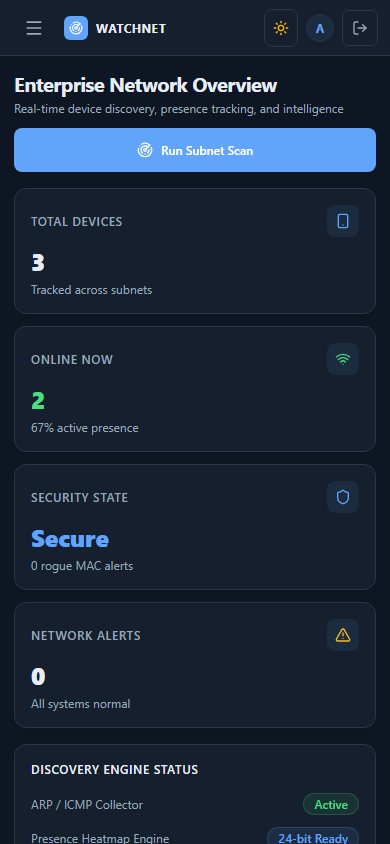 WATCHNET
A
Enterprise Network Overview
Real-time device discovery, presence tracking, and intelligence
Run Subnet Scan
TOTAL DEVICES
3
Tracked across subnets
ONLINE NOW
2
67% active presence
SECURITY STATE
Secure
0 rogue MAC alerts
NETWORK ALERTS
0
All systems normal
DISCOVERY ENGINE STATUS
ARP / ICMP Collector
Active
Presence Heatmap Engine
24-bit Ready